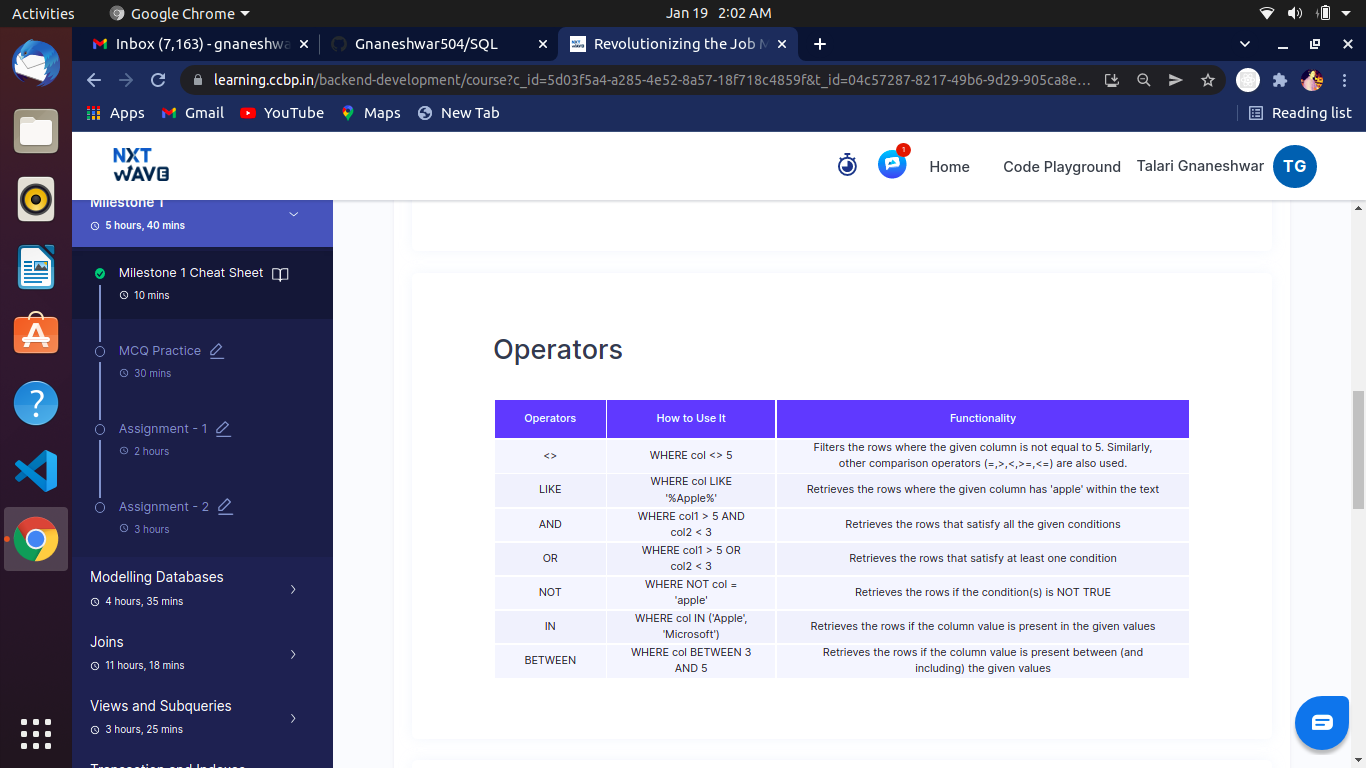 Activities
Google Chrome
Jan 19 2:02 AM
Inbox (7,163) - gnaneshwa
Gnaneshwar504/SQL
Revolutionizing the Job M
learning.ccbp.in/backend-development/course?c_id=5d03f5a4-a285-4e52-8a57-18f718c4859f&t_id=04c57287-8217-49b6-9d29-905ca8e...
Apps
Gmail
YouTube
Maps
New Tab
Reading list
NXT
WAVE
1
Home
Code Playground
Talari Gnaneshwar
TG
Milestone 1
5 hours, 40 mins
Milestone 1 Cheat Sheet
10 mins
MCQ Practice
30 mins
Assignment - 1
2 hours
Assignment - 2
3 hours
Modelling Databases
4 hours, 35 mins
Joins
11 hours, 18 mins
Views and Subqueries
3 hours, 25 mins
Transaction and Indexes
Operators
Operators How to Use It Functionality
<> WHERE col <> 5 Filters the rows where the given column is not equal to 5. Similarly,
other comparison operators (=,>,<,>=,<=) are also used.
LIKE WHERE col LIKE
'%Apple%' Retrieves the rows where the given column has 'apple' within the text
AND WHERE col1 > 5 AND
col2 < 3 Retrieves the rows that satisfy all the given conditions
OR WHERE col1 > 5 OR
col2 < 3 Retrieves the rows that satisfy at least one condition
NOT WHERE NOT col =
'apple' Retrieves the rows if the condition(s) is NOT TRUE
IN WHERE col IN ('Apple',
'Microsoft') Retrieves the rows if the column value is present in the given values
BETWEEN WHERE col BETWEEN 3
AND 5 Retrieves the rows if the column value is present between (and
including) the given values